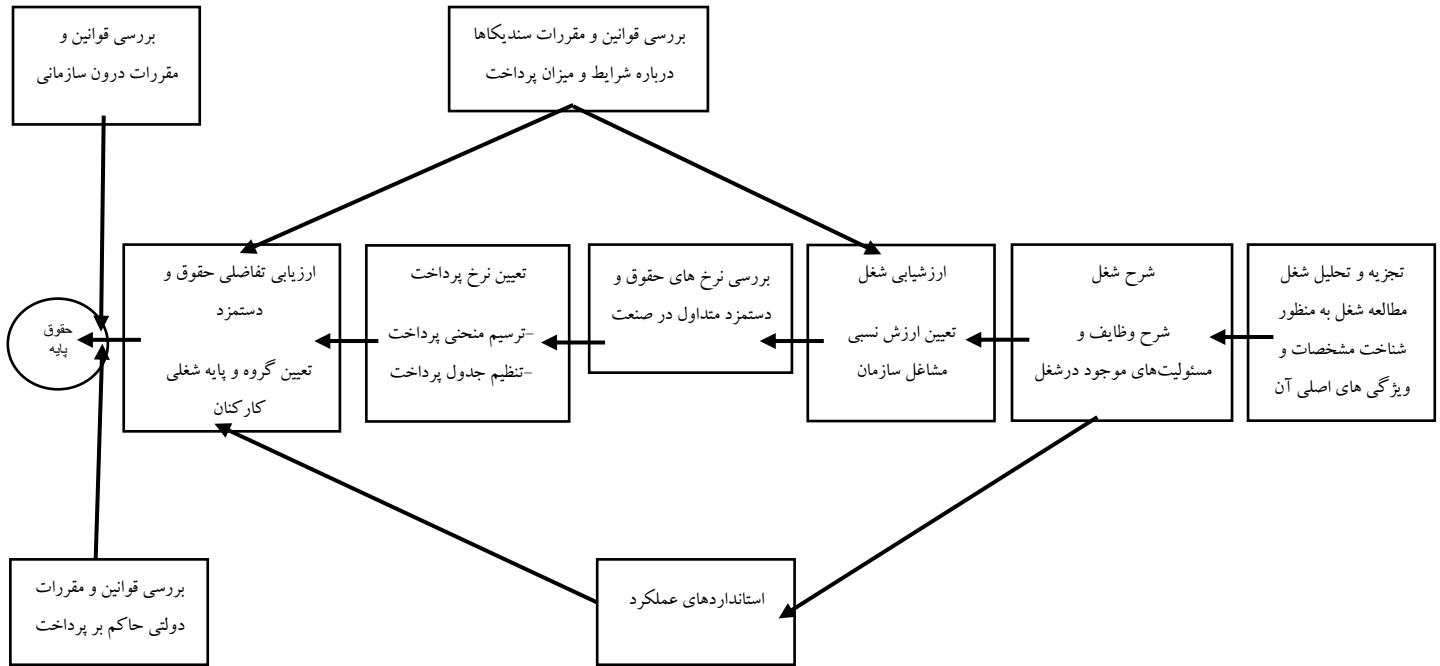 بررسی قوانین و مقررات سندیکاها
درباره شرایط و میزان پرداخت
بررسی قوانین و
مقررات درون سازمانی
تجزیه و تحلیل شغل
مطالعه شغل به منظور
شناخت مشخصات و
ویژگی های اصلی آن
شرح شغل
شرح وظایف و
مسئولیت‌های موجود درشغل
ارزشیابی شغل
تعیین ارزش نسبی
مشاغل سازمان
بررسی نرخ های حقوق و
دستمزد متداول در صنعت
تعیین نرخ پرداخت
-ترسیم منحنی پرداخت
-تنظیم جدول پرداخت
ارزیابی تفاضلی حقوق و
دستمزد
تعیین گروه و پایه شغلی
کارکنان
حقوق
پایه
استانداردهای عملکرد
بررسی قوانین و مقررات
دولتی حاکم بر پرداخت